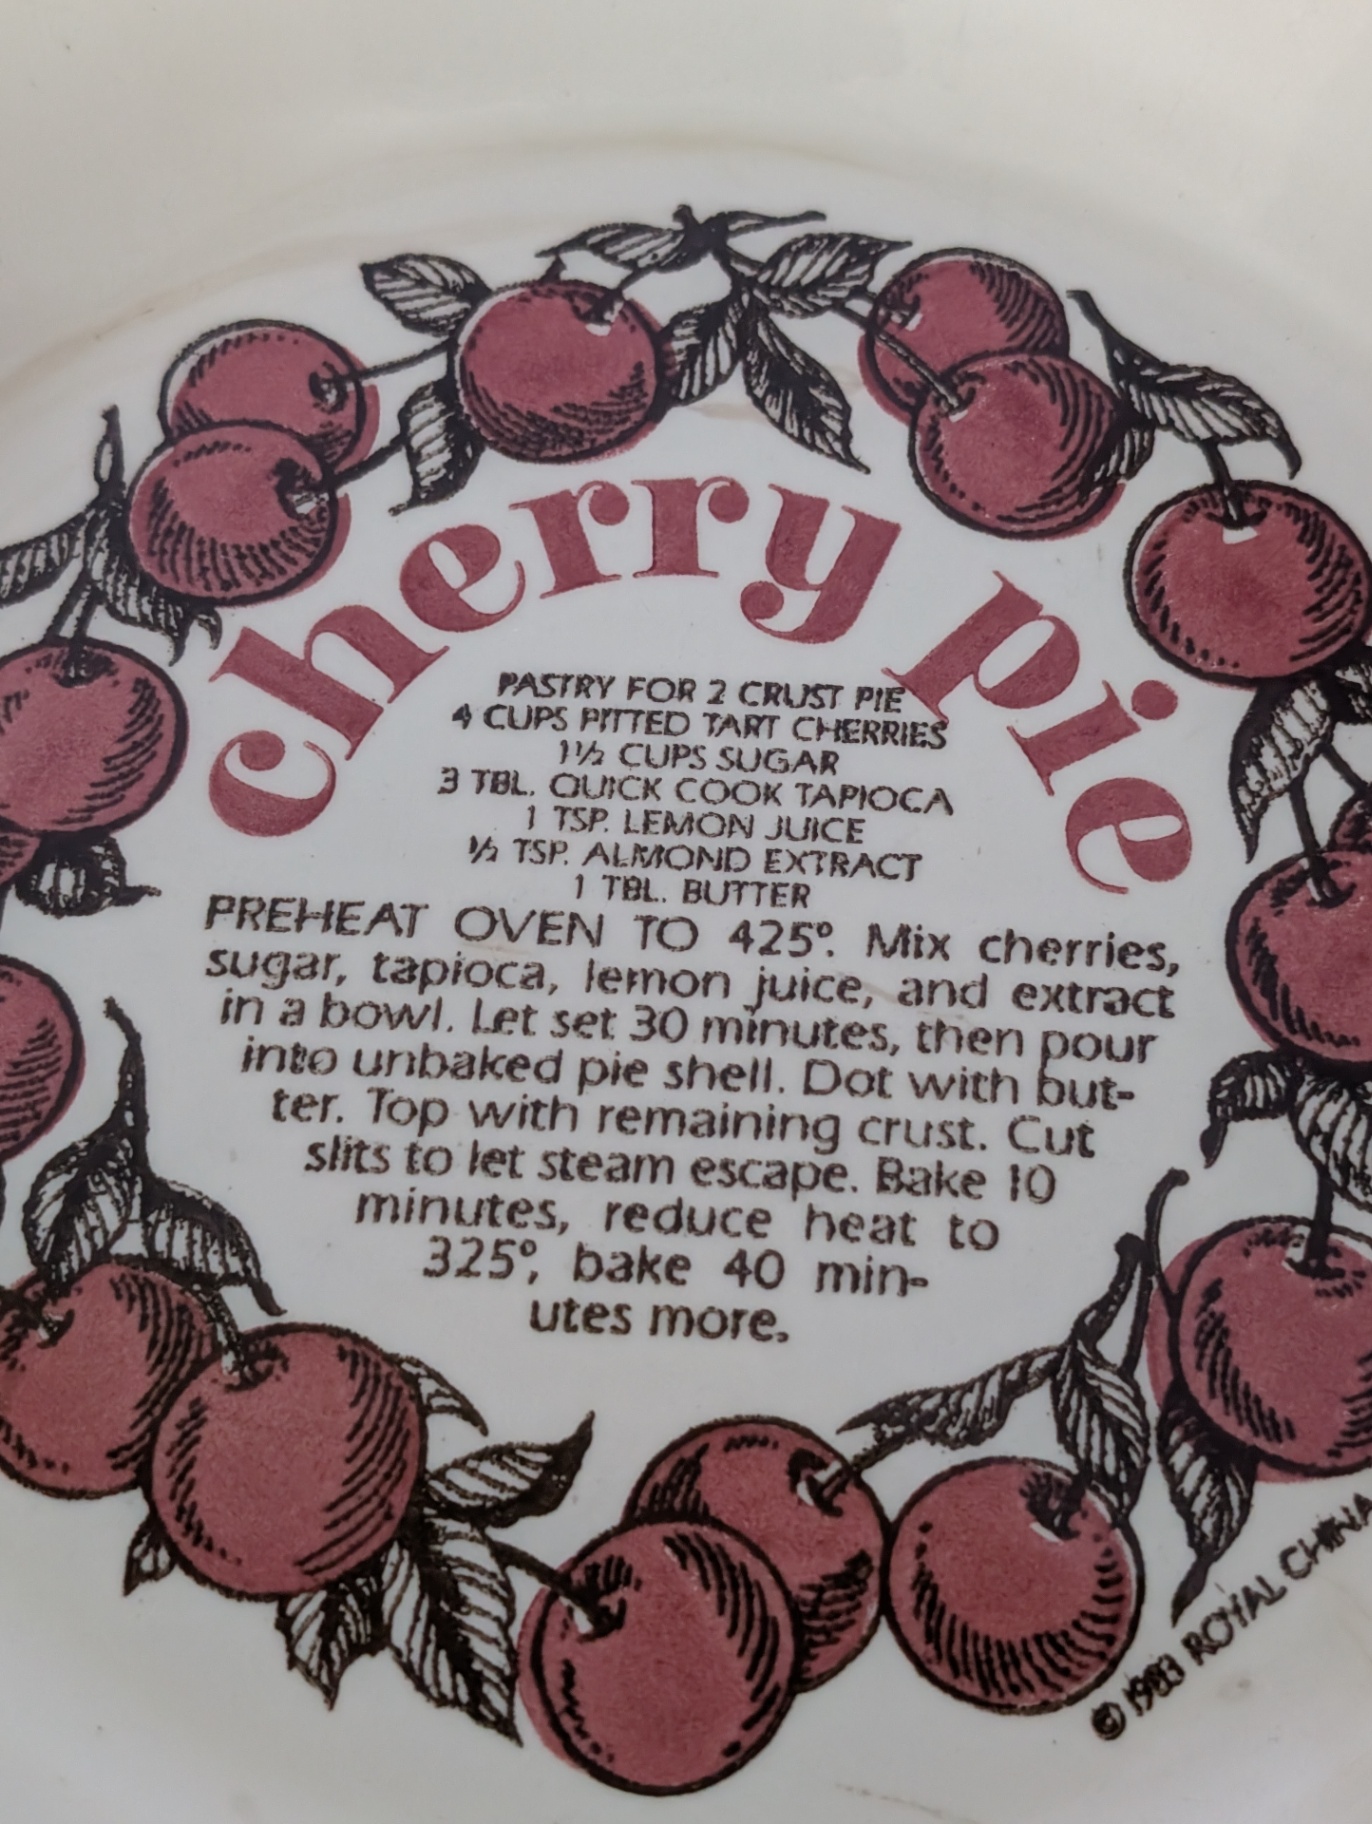 cherry pie
PASTRY FOR 2 CRUST PIE
4 CUPS PITTED TART CHERRIES
1½ CUPS SUGAR
3 TBL. QUICK COOK TAPIOCA
1 TSP. LEMON JUICE
½ TSP. ALMOND EXTRACT
1 TBL. BUTTER
PREHEAT OVEN TO 425°. Mix cherries,
sugar, tapioca, lemon juice, and extract
in a bowl. Let set 30 minutes, then pour
into unbaked pie shell. Dot with but-
ter. Top with remaining crust. Cut
slits to let steam escape. Bake 10
minutes, reduce heat to
325°, bake 40 min-
utes more.
© 1983 ROYAL CHINA